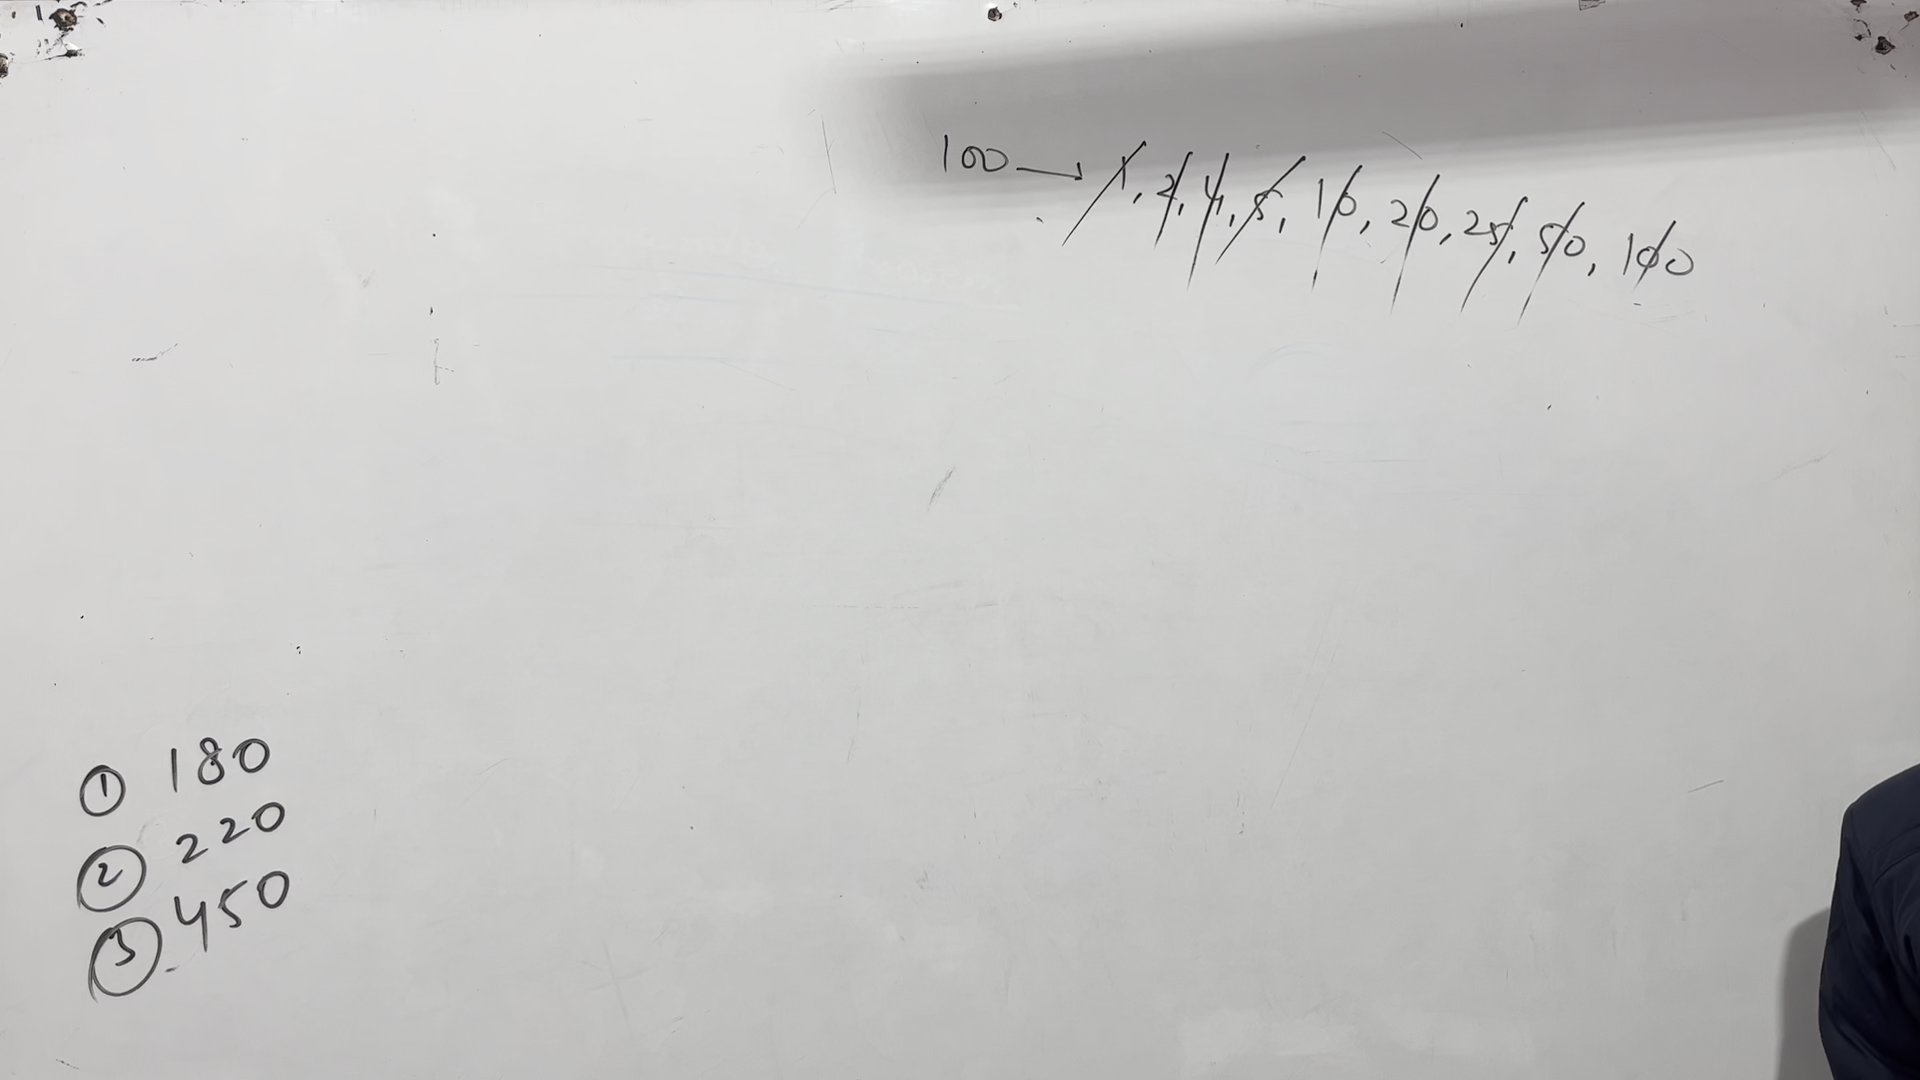 100 → 1, 2, 4, 5, 10, 20, 25, 50, 100
① 180
② 220
③ 450